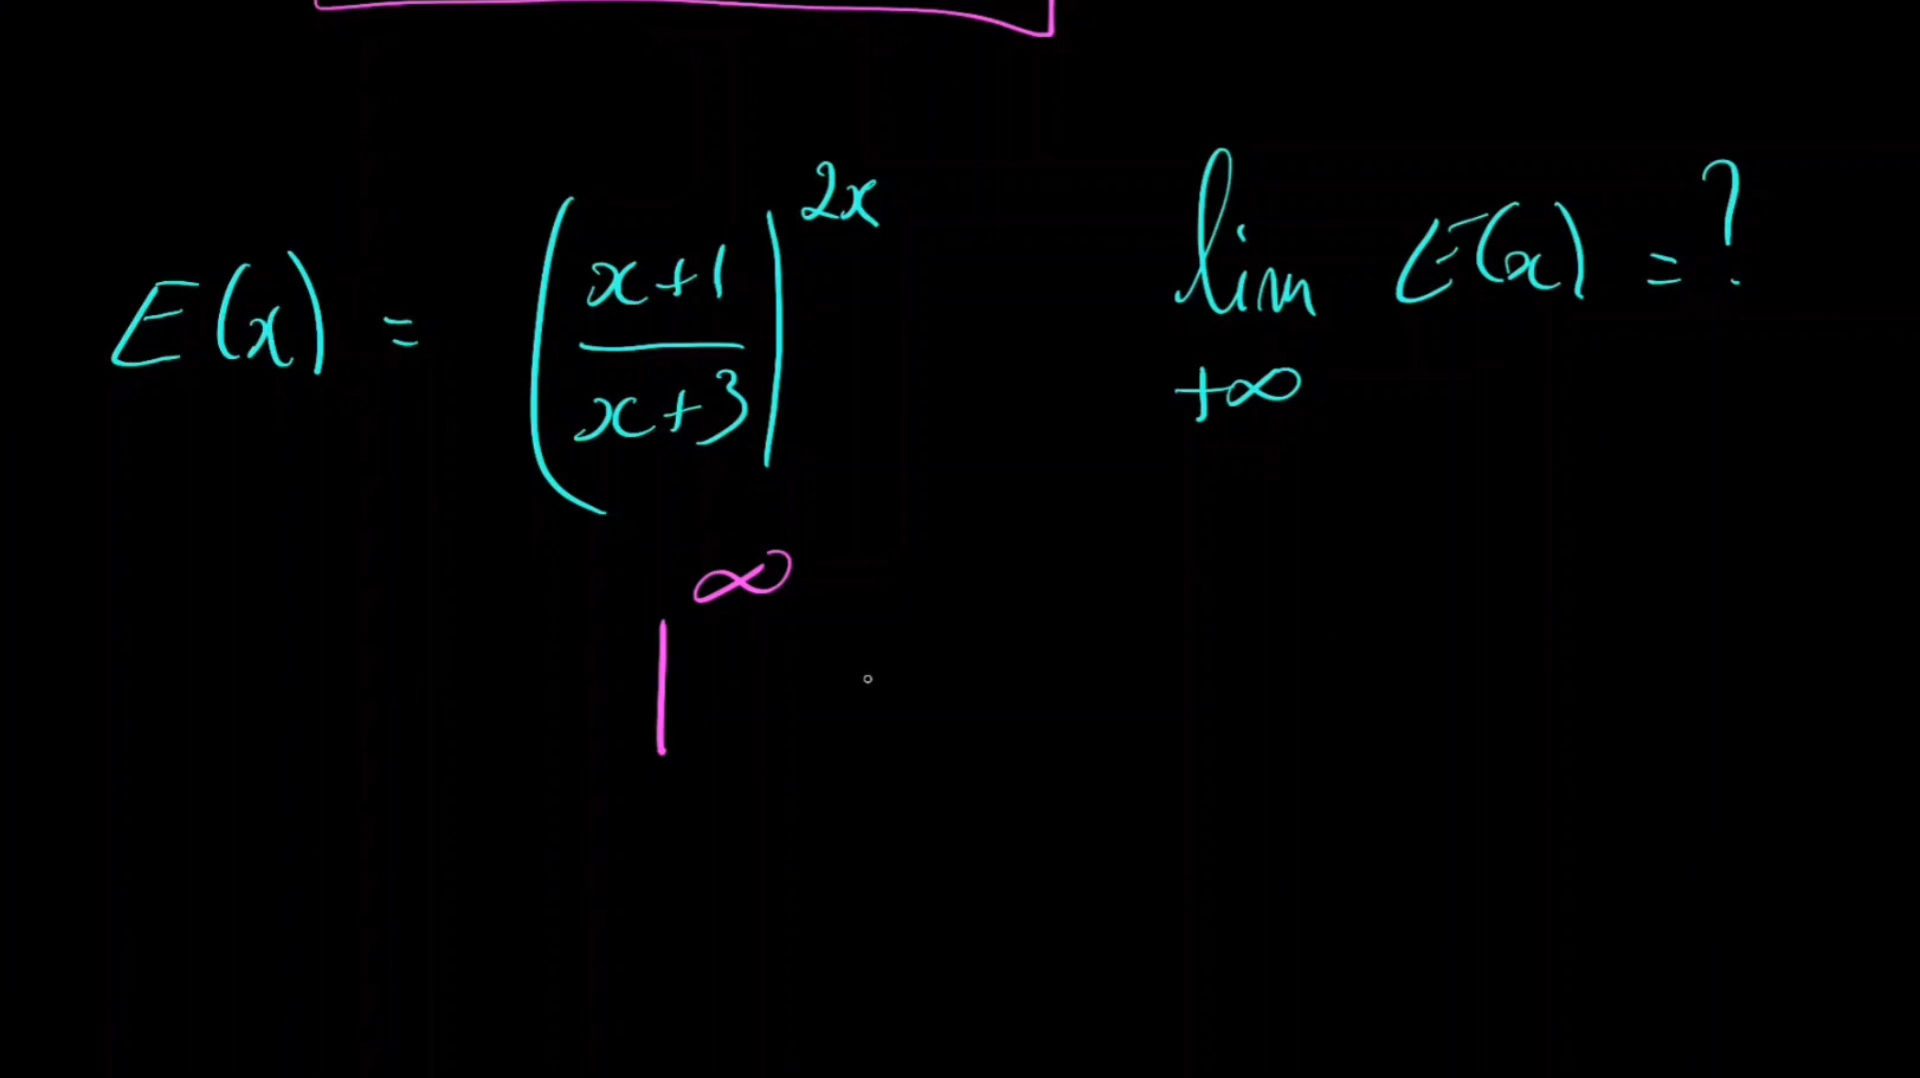 E(x) = ((x+1)/(x+3))^2x
lim E(x) = ?
+∞
1^∞